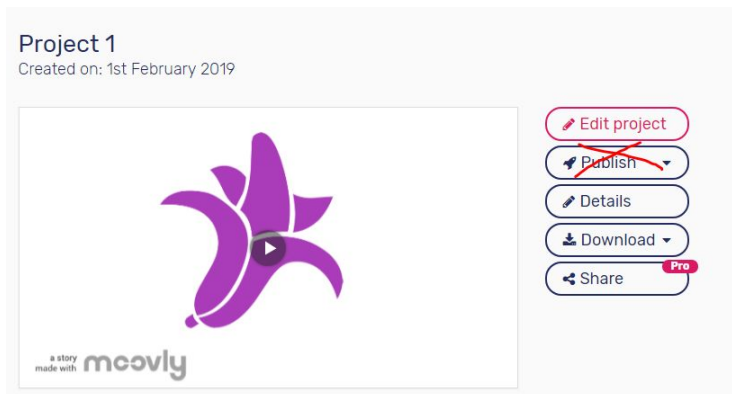 Project 1
Created on: 1st February 2019
Edit project
Publish
Details
Download
Pro
Share
a story
made with moovly